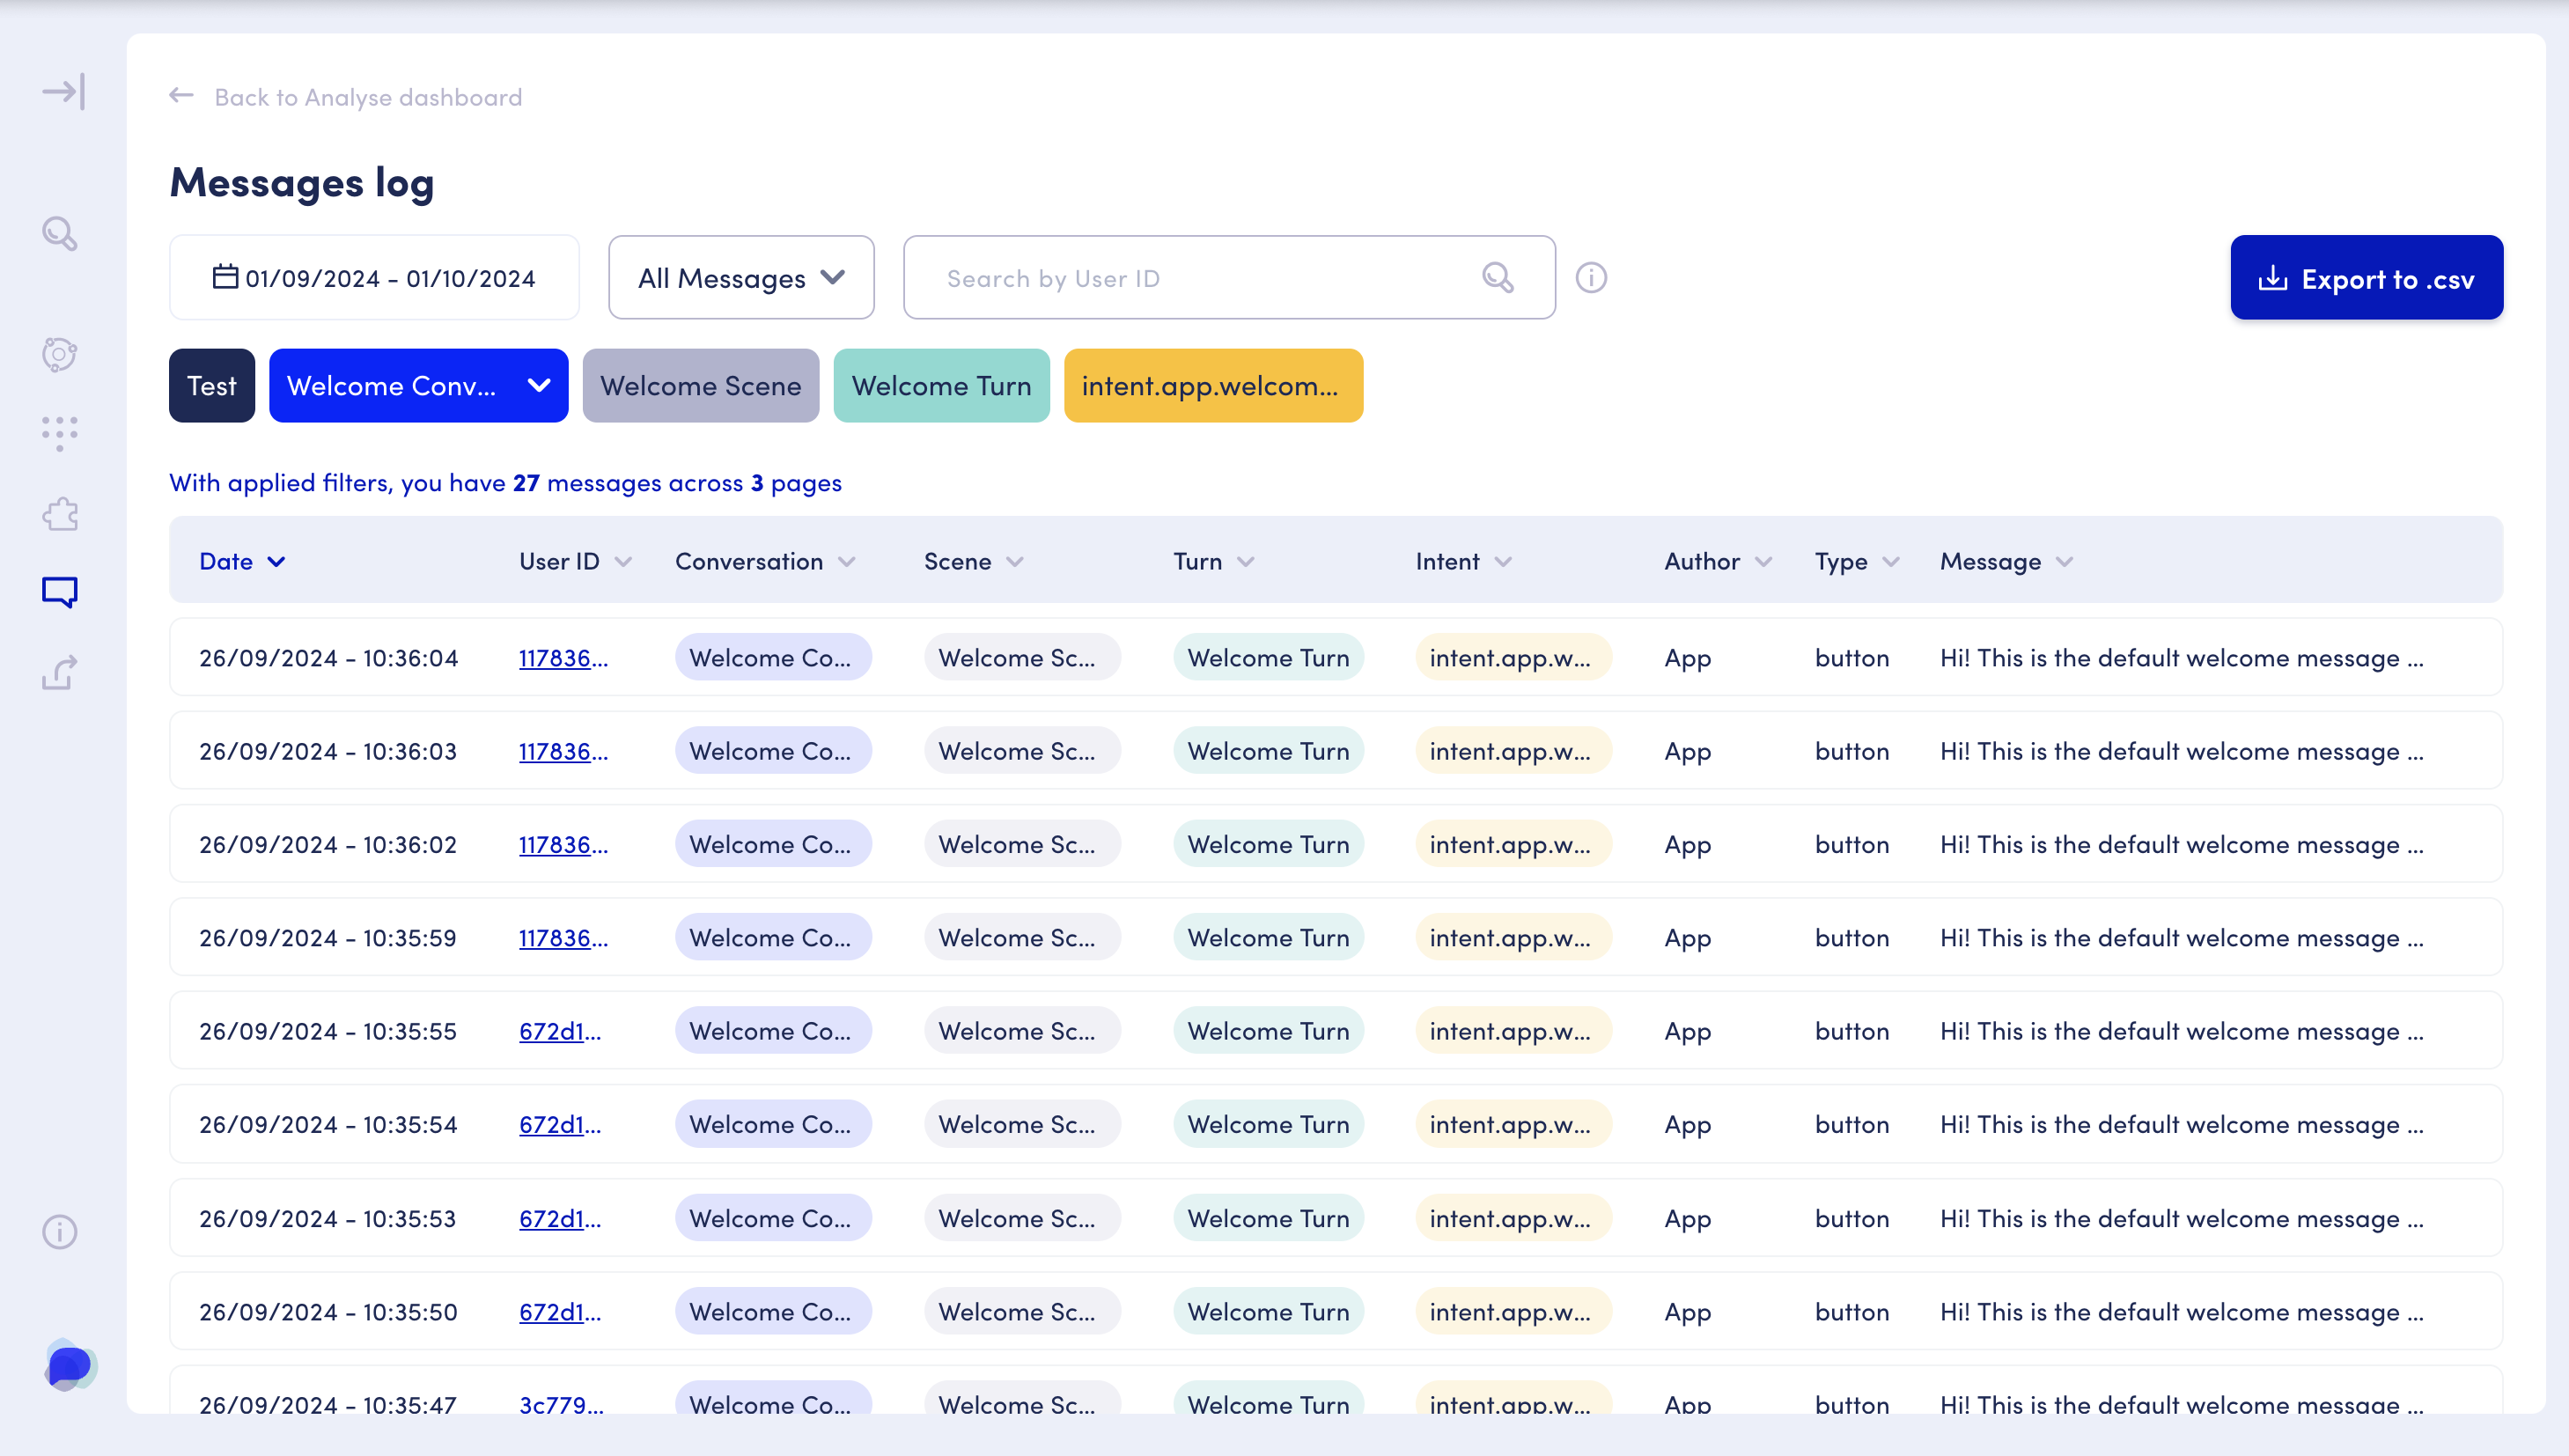 Back to Analyse dashboard
Messages log
01/09/2024 - 01/10/2024 All Messages Search by User ID Export to .csv
Test Welcome Conv... Welcome Scene Welcome Turn intent.app.welcom...
With applied filters, you have 27 messages across 3 pages
Date User ID Conversation Scene Turn Intent Author Type Message
26/09/2024 - 10:36:04 117836... Welcome Co... Welcome Sc... Welcome Turn intent.app.w... App button Hi! This is the default welcome message ...
26/09/2024 - 10:36:03 117836... Welcome Co... Welcome Sc... Welcome Turn intent.app.w... App button Hi! This is the default welcome message ...
26/09/2024 - 10:36:02 117836... Welcome Co... Welcome Sc... Welcome Turn intent.app.w... App button Hi! This is the default welcome message ...
26/09/2024 - 10:35:59 117836... Welcome Co... Welcome Sc... Welcome Turn intent.app.w... App button Hi! This is the default welcome message ...
26/09/2024 - 10:35:55 672d1... Welcome Co... Welcome Sc... Welcome Turn intent.app.w... App button Hi! This is the default welcome message ...
26/09/2024 - 10:35:54 672d1... Welcome Co... Welcome Sc... Welcome Turn intent.app.w... App button Hi! This is the default welcome message ...
26/09/2024 - 10:35:53 672d1... Welcome Co... Welcome Sc... Welcome Turn intent.app.w... App button Hi! This is the default welcome message ...
26/09/2024 - 10:35:50 672d1... Welcome Co... Welcome Sc... Welcome Turn intent.app.w... App button Hi! This is the default welcome message ...
26/09/2024 - 10:35:47 3c779... Welcome Co... Welcome Sc... Welcome Turn intent.app.w... App button Hi! This is the default welcome message ...